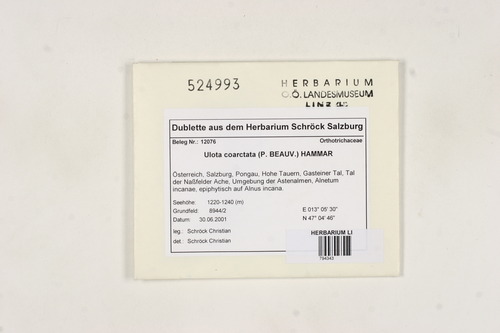 524993
HERBARIUM
O.Ö. LANDESMUSEUM
LINZ
Dublette aus dem Herbarium Schröck Salzburg
Beleg Nr.: 12076 Orthotrichaceae
Ulota coarctata (P. BEAUV.) HAMMAR
Österreich, Salzburg, Pongau, Hohe Tauern, Gasteiner Tal, Tal
der Naßfelder Ache, Umgebung der Astenalmen, Alnetum
incanae, epiphytisch auf Alnus incana.
Seehöhe: 1220-1240 (m)
Grundfeld: 8944/2 E 013° 05' 30"
Datum: 30.06.2001 N 47° 04' 46"
leg.: Schröck Christian
det.: Schröck Christian
HERBARIUM LI
794343